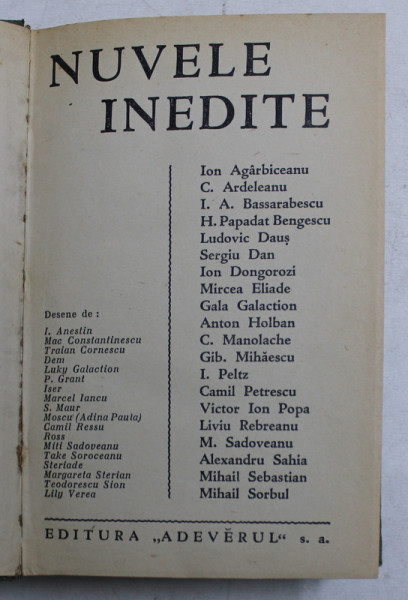 NUVELE
INEDITE
Ion Agârbiceanu
C. Ardeleanu
I. A. Bassarabescu
H. Papadat Bengescu
Ludovic Dauș
Sergiu Dan
Ion Dongorozi
Mircea Eliade
Gala Galaction
Anton Holban
C. Manolache
Gib. Mihăescu
I. Peltz
Camil Petrescu
Victor Ion Popa
Liviu Rebreanu
M. Sadoveanu
Alexandru Sahia
Mihail Sebastian
Mihail Sorbul
Desene de :
I. Anestin
Mac Constantinescu
Traian Cornescu
Dem
Luky Galaction
P. Grant
Iser
Marcel Iancu
S. Maur
Moscu (Adina Paula)
Camil Ressu
Ross
Miti Sadoveanu
Take Soroceanu
Steriade
Margareta Sterian
Teodorescu Sion
Lily Verea
EDITURA „ADEVĔRUL“ s. a.